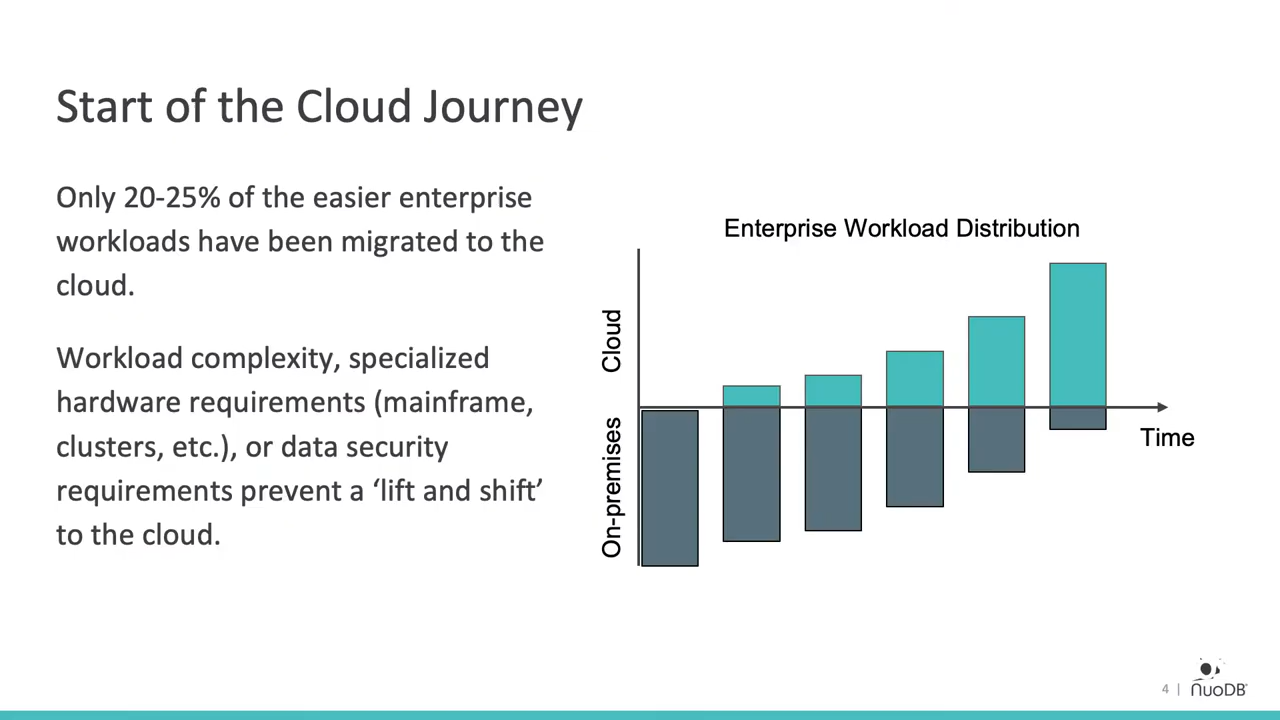 Start of the Cloud Journey
Only 20-25% of the easier enterprise
workloads have been migrated to the
cloud.
Workload complexity, specialized
hardware requirements (mainframe,
clusters, etc.), or data security
requirements prevent a ‘lift and shift’
to the cloud.
Enterprise Workload Distribution
Cloud
On-premises
Time
4 |
NuoDB